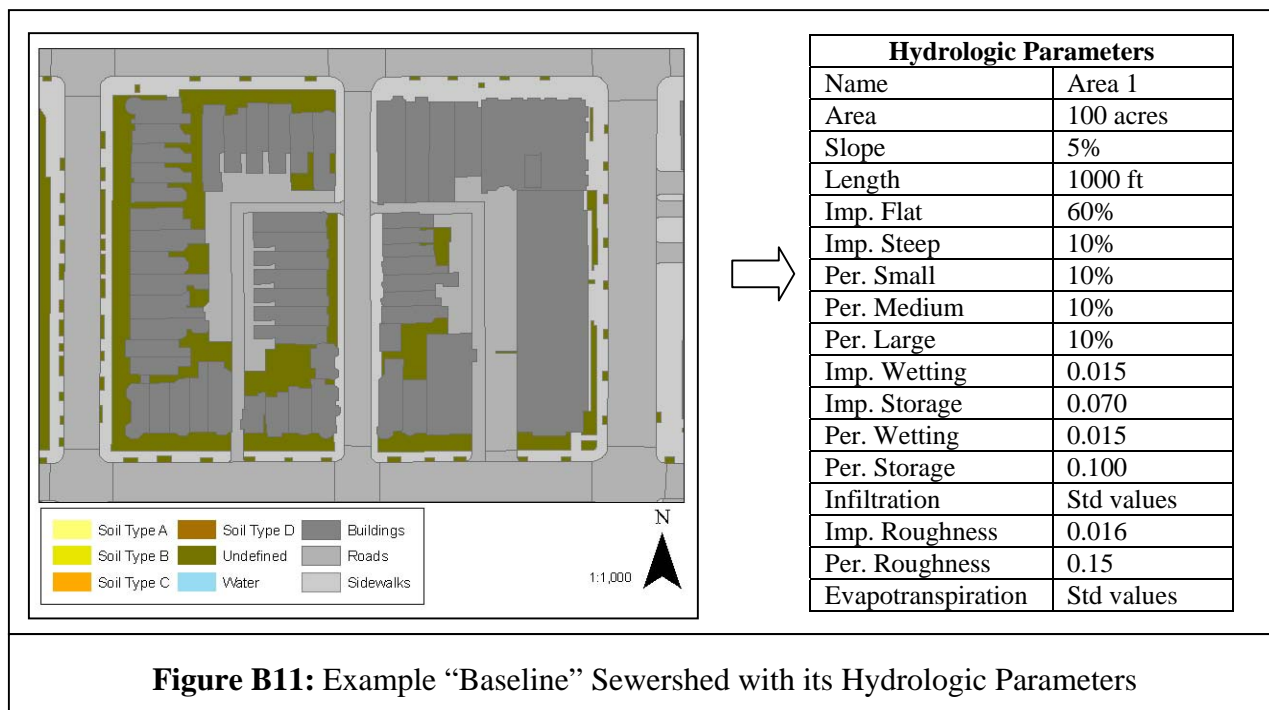 Soil Type A
Soil Type B
Soil Type C
Soil Type D
Undefined
Water
Buildings
Roads
Sidewalks
1:1,000
N
Hydrologic Parameters
Name Area 1
Area 100 acres
Slope 5%
Length 1000 ft
Imp. Flat 60%
Imp. Steep 10%
Per. Small 10%
Per. Medium 10%
Per. Large 10%
Imp. Wetting 0.015
Imp. Storage 0.070
Per. Wetting 0.015
Per. Storage 0.100
Infiltration Std values
Imp. Roughness 0.016
Per. Roughness 0.15
Evapotranspiration Std values
Figure B11: Example “Baseline” Sewershed with its Hydrologic Parameters